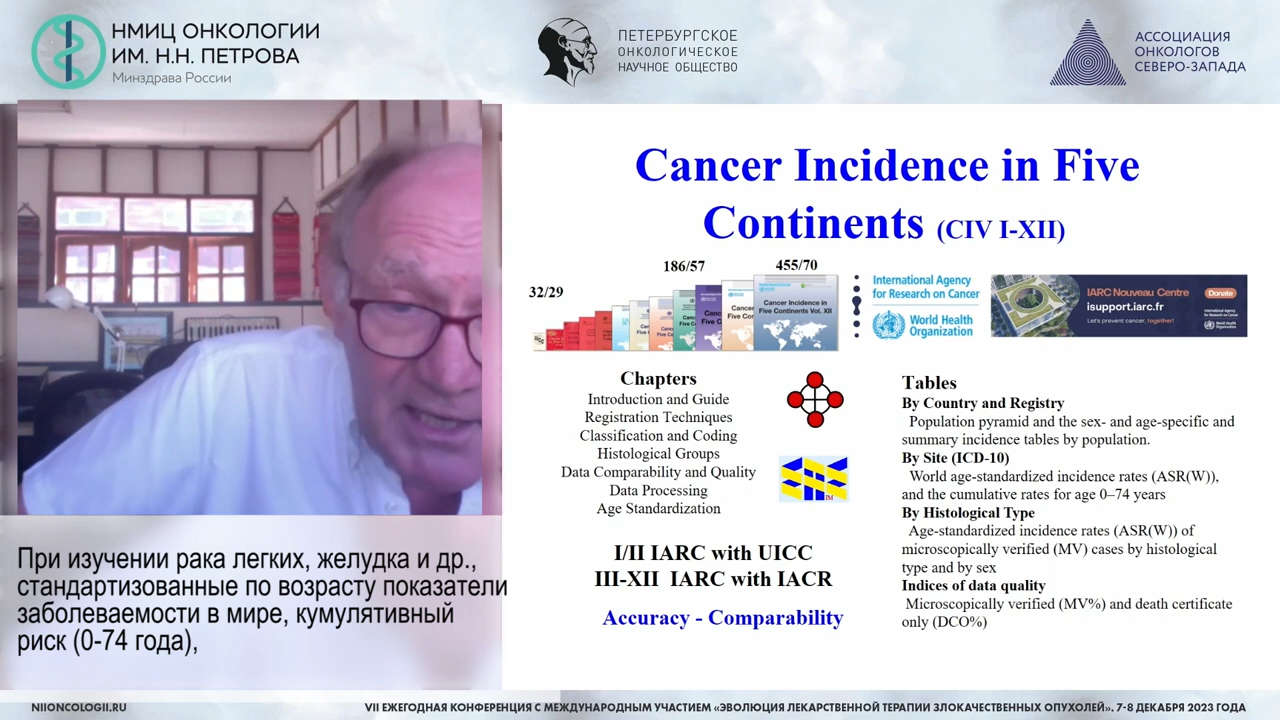 НМИЦ ОНКОЛОГИИ
ИМ. Н.Н. ПЕТРОВА
Минздрава России
ПЕТЕРБУРГСКОЕ
ОНКОЛОГИЧЕСКОЕ
НАУЧНОЕ ОБЩЕСТВО
АССОЦИАЦИЯ
ОНКОЛОГОВ
СЕВЕРО-ЗАПАДА
Cancer Incidence in Five
Continents (CIV I-XII)
32/29
186/57
455/70
Cancer Incidence in
Five Continents Vol. XII
International Agency
for Research on Cancer
World Health
Organization
IARC Nouveau Centre
isupport.iarc.fr
Let's prevent cancer, together!
Donate
Chapters
Introduction and Guide
Registration Techniques
Classification and Coding
Histological Groups
Data Comparability and Quality
Data Processing
Age Standardization
I/II IARC with UICC
III-XII IARC with IACR
Accuracy - Comparability
Tables
By Country and Registry
Population pyramid and the sex- and age-specific and
summary incidence tables by population.
By Site (ICD-10)
World age-standardized incidence rates (ASR(W)),
and the cumulative rates for age 0–74 years
By Histological Type
Age-standardized incidence rates (ASR(W)) of
microscopically verified (MV) cases by histological
type and by sex
Indices of data quality
Microscopically verified (MV%) and death certificate
only (DCO%)
При изучении рака легких, желудка и др.,
стандартизованные по возрасту показатели
заболеваемости в мире, кумулятивный
риск (0-74 года),
NIIONCOLOGII.RU
VII ЕЖЕГОДНАЯ КОНФЕРЕНЦИЯ С МЕЖДУНАРОДНЫМ УЧАСТИЕМ «ЭВОЛЮЦИЯ ЛЕКАРСТВЕННОЙ ТЕРАПИИ ЗЛОКАЧЕСТВЕННЫХ ОПУХОЛЕЙ». 7-8 ДЕКАБРЯ 2023 ГОДА